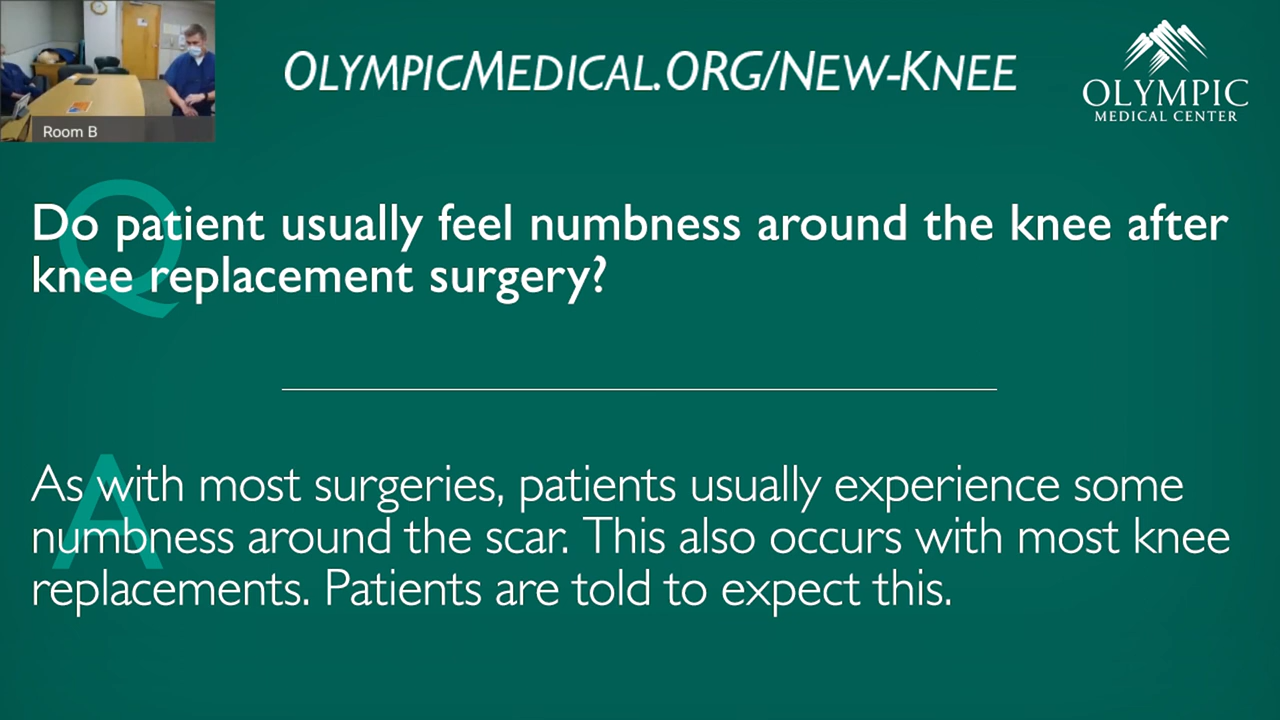 OLYMPICMEDICAL.ORG/NEW-KNEE
OLYMPIC
MEDICAL CENTER
Room B
Q
Do patient usually feel numbness around the knee after
knee replacement surgery?
A
As with most surgeries, patients usually experience some
numbness around the scar. This also occurs with most knee
replacements. Patients are told to expect this.